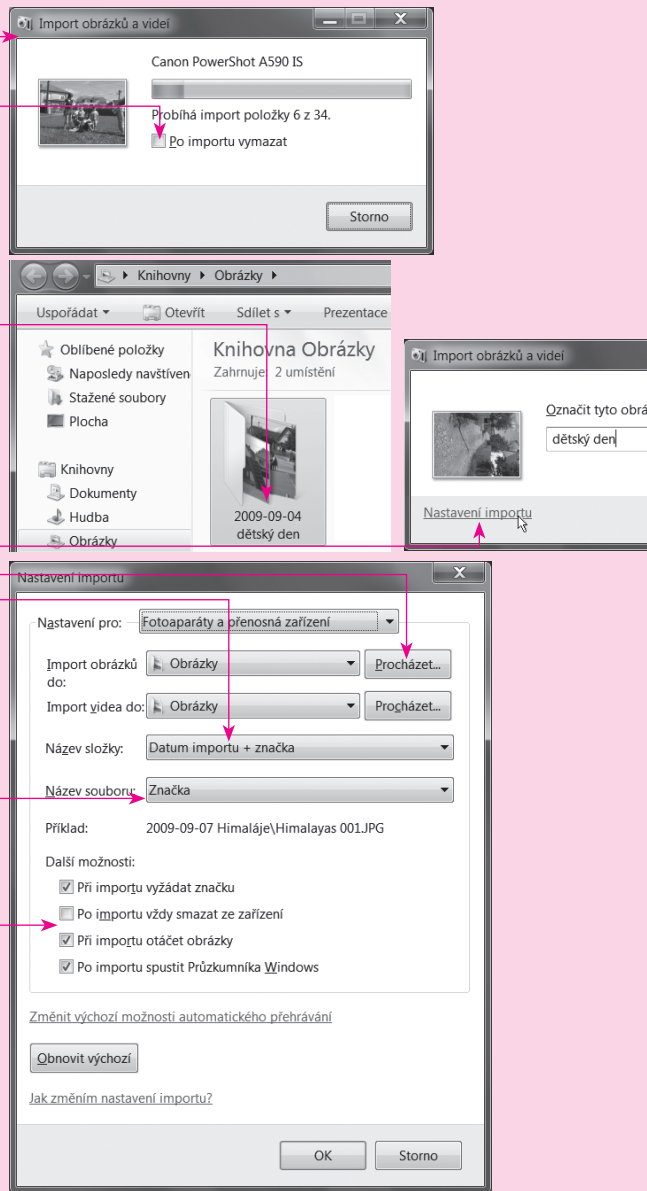 Import obrázků a videí
Canon PowerShot A590 IS
Probíhá import položky 6 z 34.
Po importu vymazat
Storno
Knihovny Obrázky
Uspořádat Otevřít Sdílet s Prezentace
Oblíbené položky
Naposledy navštíven
Stažené soubory
Plocha
Knihovny
Dokumenty
Hudba
Obrázky
Knihovna Obrázky
Zahrnuje: 2 umístění
2009-09-04
dětský den
Import obrázků a videí
Označit tyto obrá
dětský den
Nastavení importu
Nastavení importu
Nastavení pro: Fotoaparáty a přenosná zařízení
Import obrázků do: Obrázky Procházet...
Import videa do: Obrázky Procházet...
Název složky: Datum importu + značka
Název souboru: Značka
Příklad: 2009-09-07 Himaláje\Himalayas 001.JPG
Další možnosti:
Při importu vyžádat značku
Po importu vždy smazat ze zařízení
Při importu otáčet obrázky
Po importu spustit Průzkumníka Windows
Změnit výchozí možnosti automatického přehrávání
Obnovit výchozí
Jak změním nastavení importu?
OK Storno